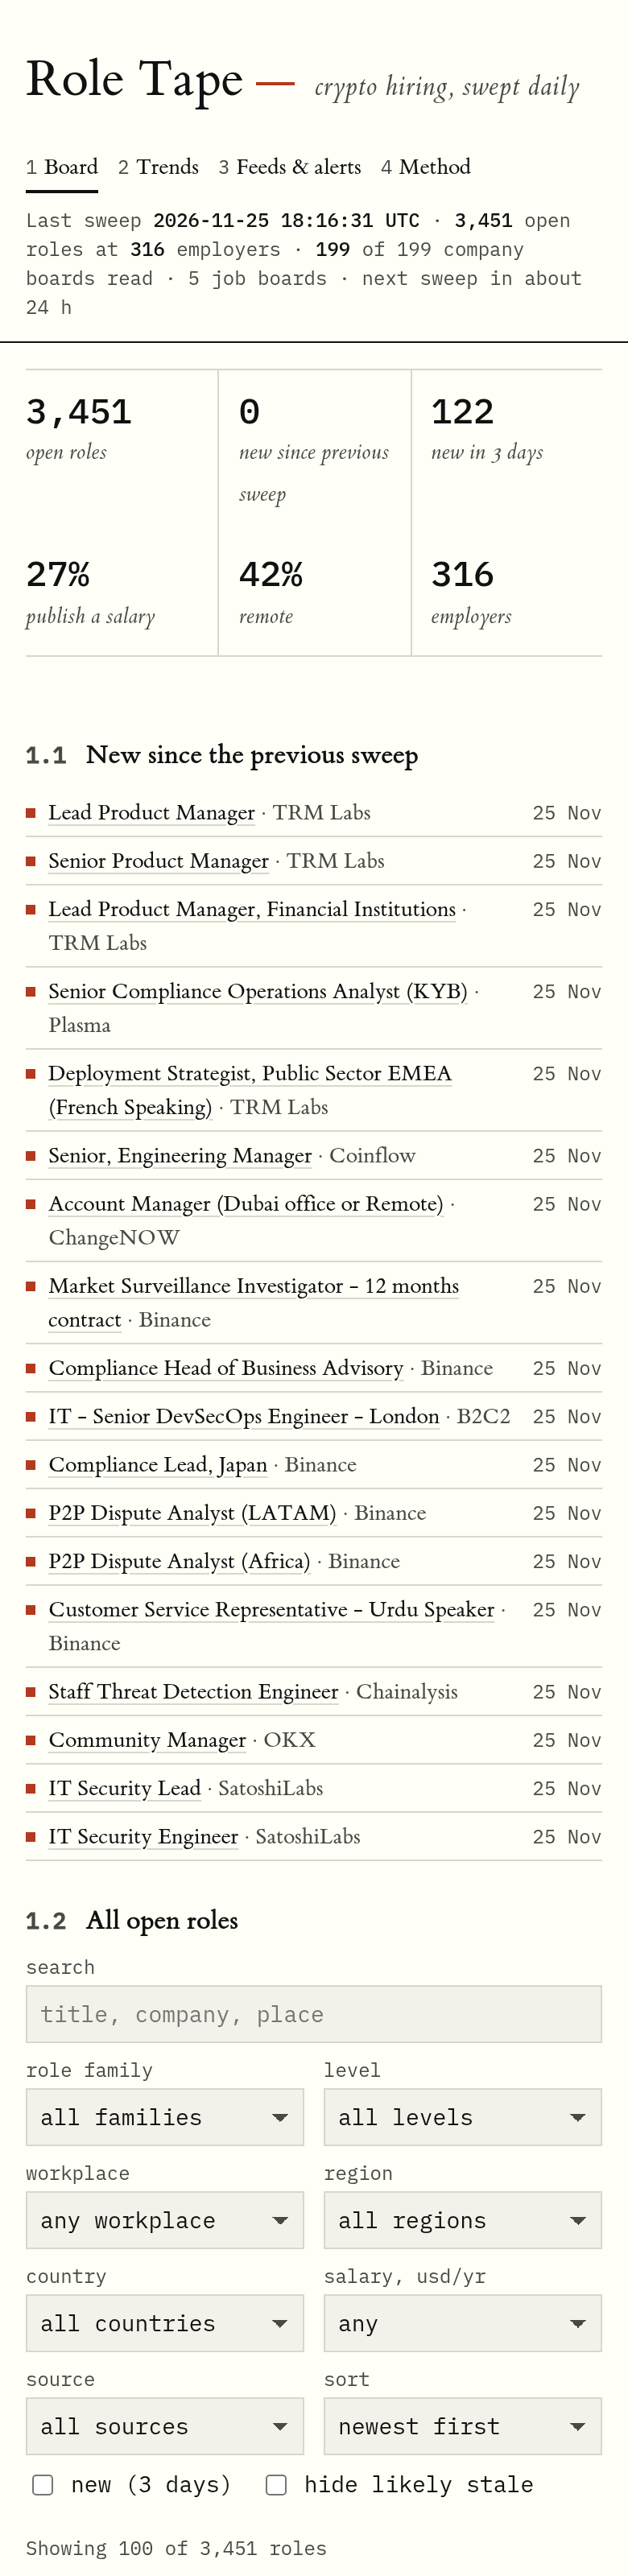 Role Tape — crypto hiring, swept daily
1 Board 2 Trends 3 Feeds & alerts 4 Method
Last sweep 2026-11-25 18:16:31 UTC · 3,451 open
roles at 316 employers · 199 of 199 company
boards read · 5 job boards · next sweep in about
24 h
3,451
open roles
0
new since previous
sweep
122
new in 3 days
27%
publish a salary
42%
remote
316
employers
1.1 New since the previous sweep
Lead Product Manager · TRM Labs 25 Nov
Senior Product Manager · TRM Labs 25 Nov
Lead Product Manager, Financial Institutions · 25 Nov
TRM Labs
Senior Compliance Operations Analyst (KYB) · 25 Nov
Plasma
Deployment Strategist, Public Sector EMEA 25 Nov
(French Speaking) · TRM Labs
Senior, Engineering Manager · Coinflow 25 Nov
Account Manager (Dubai office or Remote) · 25 Nov
ChangeNOW
Market Surveillance Investigator - 12 months 25 Nov
contract · Binance
Compliance Head of Business Advisory · Binance 25 Nov
IT - Senior DevSecOps Engineer - London · B2C2 25 Nov
Compliance Lead, Japan · Binance 25 Nov
P2P Dispute Analyst (LATAM) · Binance 25 Nov
P2P Dispute Analyst (Africa) · Binance 25 Nov
Customer Service Representative - Urdu Speaker · 25 Nov
Binance
Staff Threat Detection Engineer · Chainalysis 25 Nov
Community Manager · OKX 25 Nov
IT Security Lead · SatoshiLabs 25 Nov
IT Security Engineer · SatoshiLabs 25 Nov
1.2 All open roles
search
title, company, place
role family level
all families all levels
workplace region
any workplace all regions
country salary, usd/yr
all countries any
source sort
all sources newest first
new (3 days) hide likely stale
Showing 100 of 3,451 roles